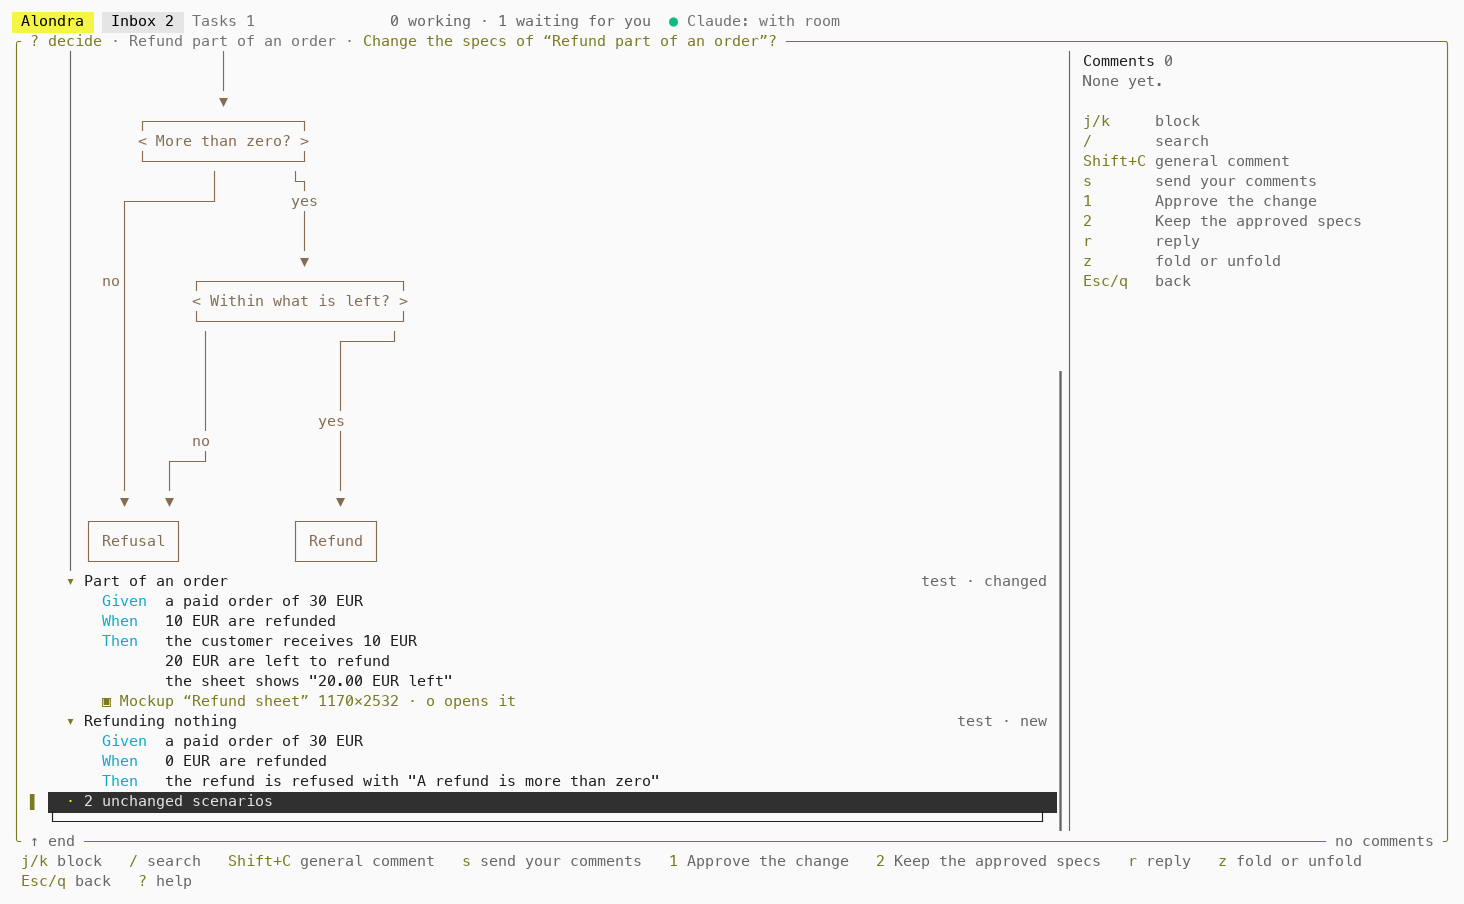 Alondra Inbox 2 Tasks 1 0 working · 1 waiting for you ● Claude: with room
? decide · Refund part of an order · Change the specs of “Refund part of an order”?
Comments 0
None yet.
j/k block
/ search
Shift+C general comment
s send your comments
1 Approve the change
2 Keep the approved specs
r reply
z fold or unfold
Esc/q back
< More than zero? >
yes
no
< Within what is left? >
yes
no
Refusal Refund
▾ Part of an order test · changed
Given a paid order of 30 EUR
When 10 EUR are refunded
Then the customer receives 10 EUR
20 EUR are left to refund
the sheet shows "20.00 EUR left"
▣ Mockup “Refund sheet” 1170×2532 · o opens it
▾ Refunding nothing test · new
Given a paid order of 30 EUR
When 0 EUR are refunded
Then the refund is refused with "A refund is more than zero"
· 2 unchanged scenarios
↑ end no comments
j/k block / search Shift+C general comment s send your comments 1 Approve the change 2 Keep the approved specs r reply z fold or unfold
Esc/q back ? help